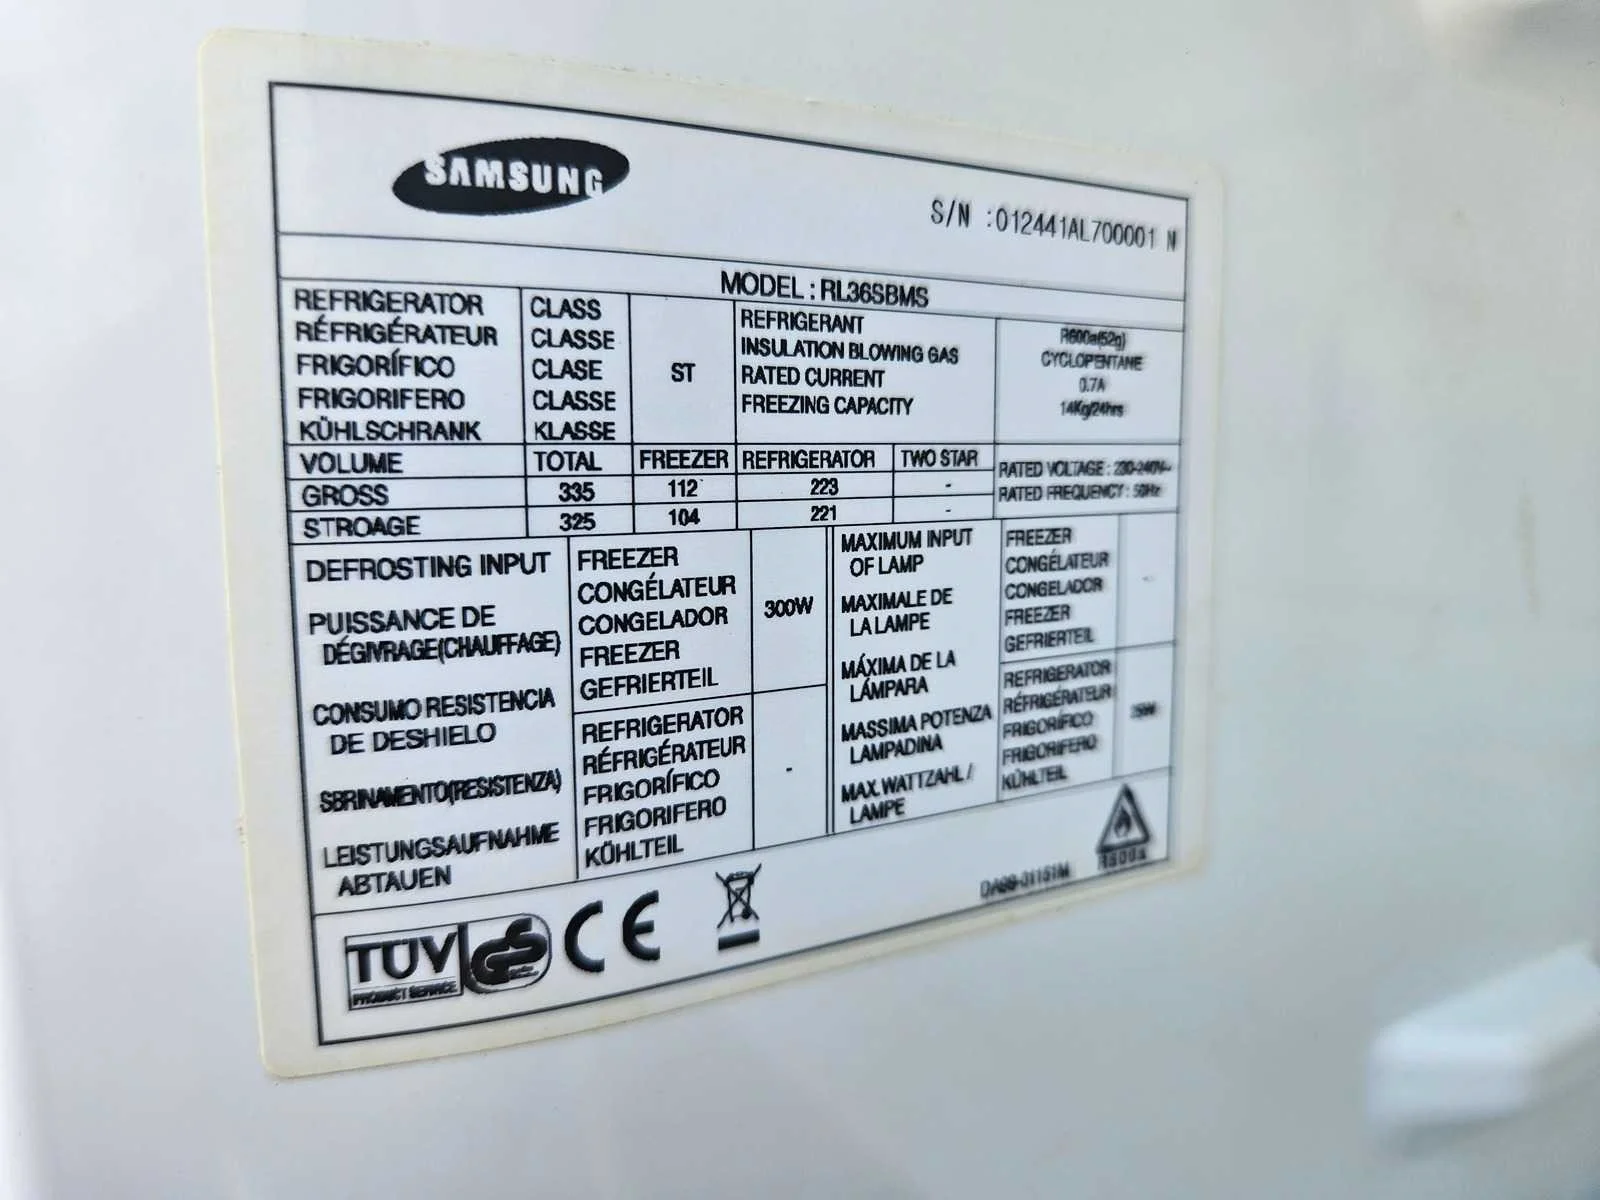 SAMSUNG
S/N :012441AL700001 N
MODEL : RL36SBMS
REFRIGERATOR
RÉFRIGÉRATEUR
FRIGORÍFICO
FRIGORIFERO
KÜHLSCHRANK
CLASS
CLASSE
CLASE
CLASSE
KLASSE
ST
REFRIGERANT
INSULATION BLOWING GAS
RATED CURRENT
FREEZING CAPACITY
R600a(52g)
CYCLOPENTANE
0.7A
14Kg/24hrs
VOLUME TOTAL FREEZER REFRIGERATOR TWO STAR
GROSS 335 112 223 -
STROAGE 325 104 221 -
RATED VOLTAGE : 230-240V~
RATED FREQUENCY : 50Hz
DEFROSTING INPUT
PUISSANCE DE
DÉGIVRAGE(CHAUFFAGE)
CONSUMO RESISTENCIA
DE DESHIELO
SBRINAMENTO(RESISTENZA)
LEISTUNGSAUFNAHME
ABTAUEN
FREEZER
CONGÉLATEUR
CONGELADOR
FREEZER
GEFRIERTEIL
300W
REFRIGERATOR
RÉFRIGÉRATEUR
FRIGORÍFICO
FRIGORIFERO
KÜHLTEIL
-
MAXIMUM INPUT
OF LAMP
MAXIMALE DE
LA LAMPE
MÁXIMA DE LA
LÁMPARA
MASSIMA POTENZA
LAMPADINA
MAX. WATTZAHL /
LAMPE
FREEZER
CONGÉLATEUR
CONGELADOR
FREEZER
GEFRIERTEIL
-
REFRIGERATOR
RÉFRIGÉRATEUR
FRIGORÍFICO
FRIGORIFERO
KÜHLTEIL
R600a
TÜV
PRODUCT SERVICE
GS
CE